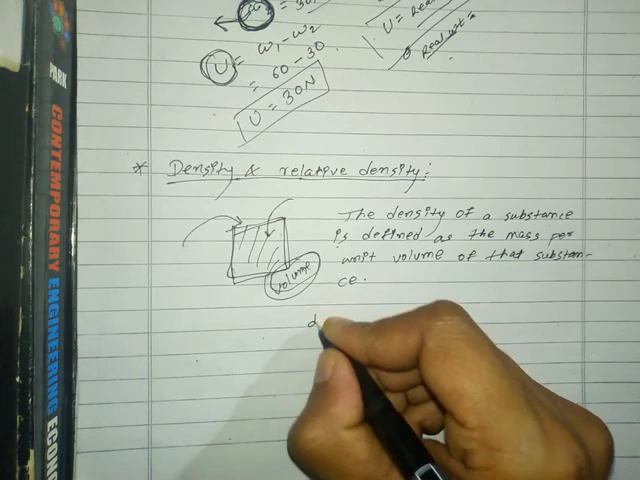 = 30
U = Real
Real wt =
U = w1 - w2
= 60 - 30
U = 30N
* Density & relative density:
The density of a substance
is defined as the mass per
unit volume of that substan-
ce.
volume
d
PARK
CONTEMPORARY ENGINEERING ECONO